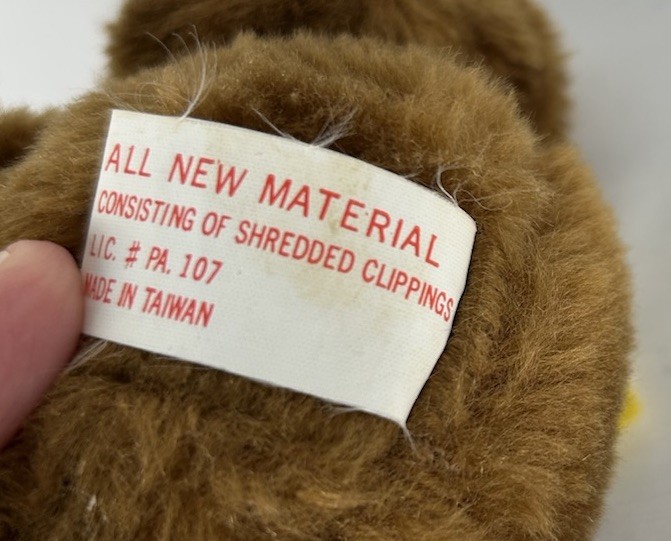 ALL NEW MATERIAL
CONSISTING OF SHREDDED CLIPPINGS
LIC. # PA. 107
MADE IN TAIWAN